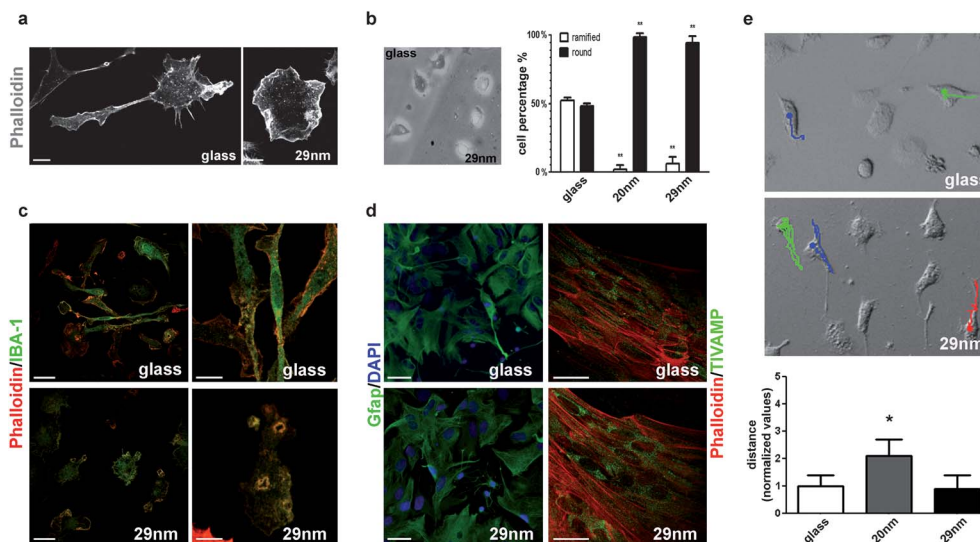 a
Phalloidin
glass
29nm
b
glass
29nm
ramified
round
cell percentage %
100%
50%
0%
**
**
**
**
glass
20nm
29nm
c
Phalloidin/IBA-1
glass
glass
29nm
29nm
d
Gfap/DAPI
glass
glass
Phalloidin/TIVAMP
29nm
29nm
e
glass
29nm
distance
(normalized values)
4
3
2
1
0
*
glass
20nm
29nm